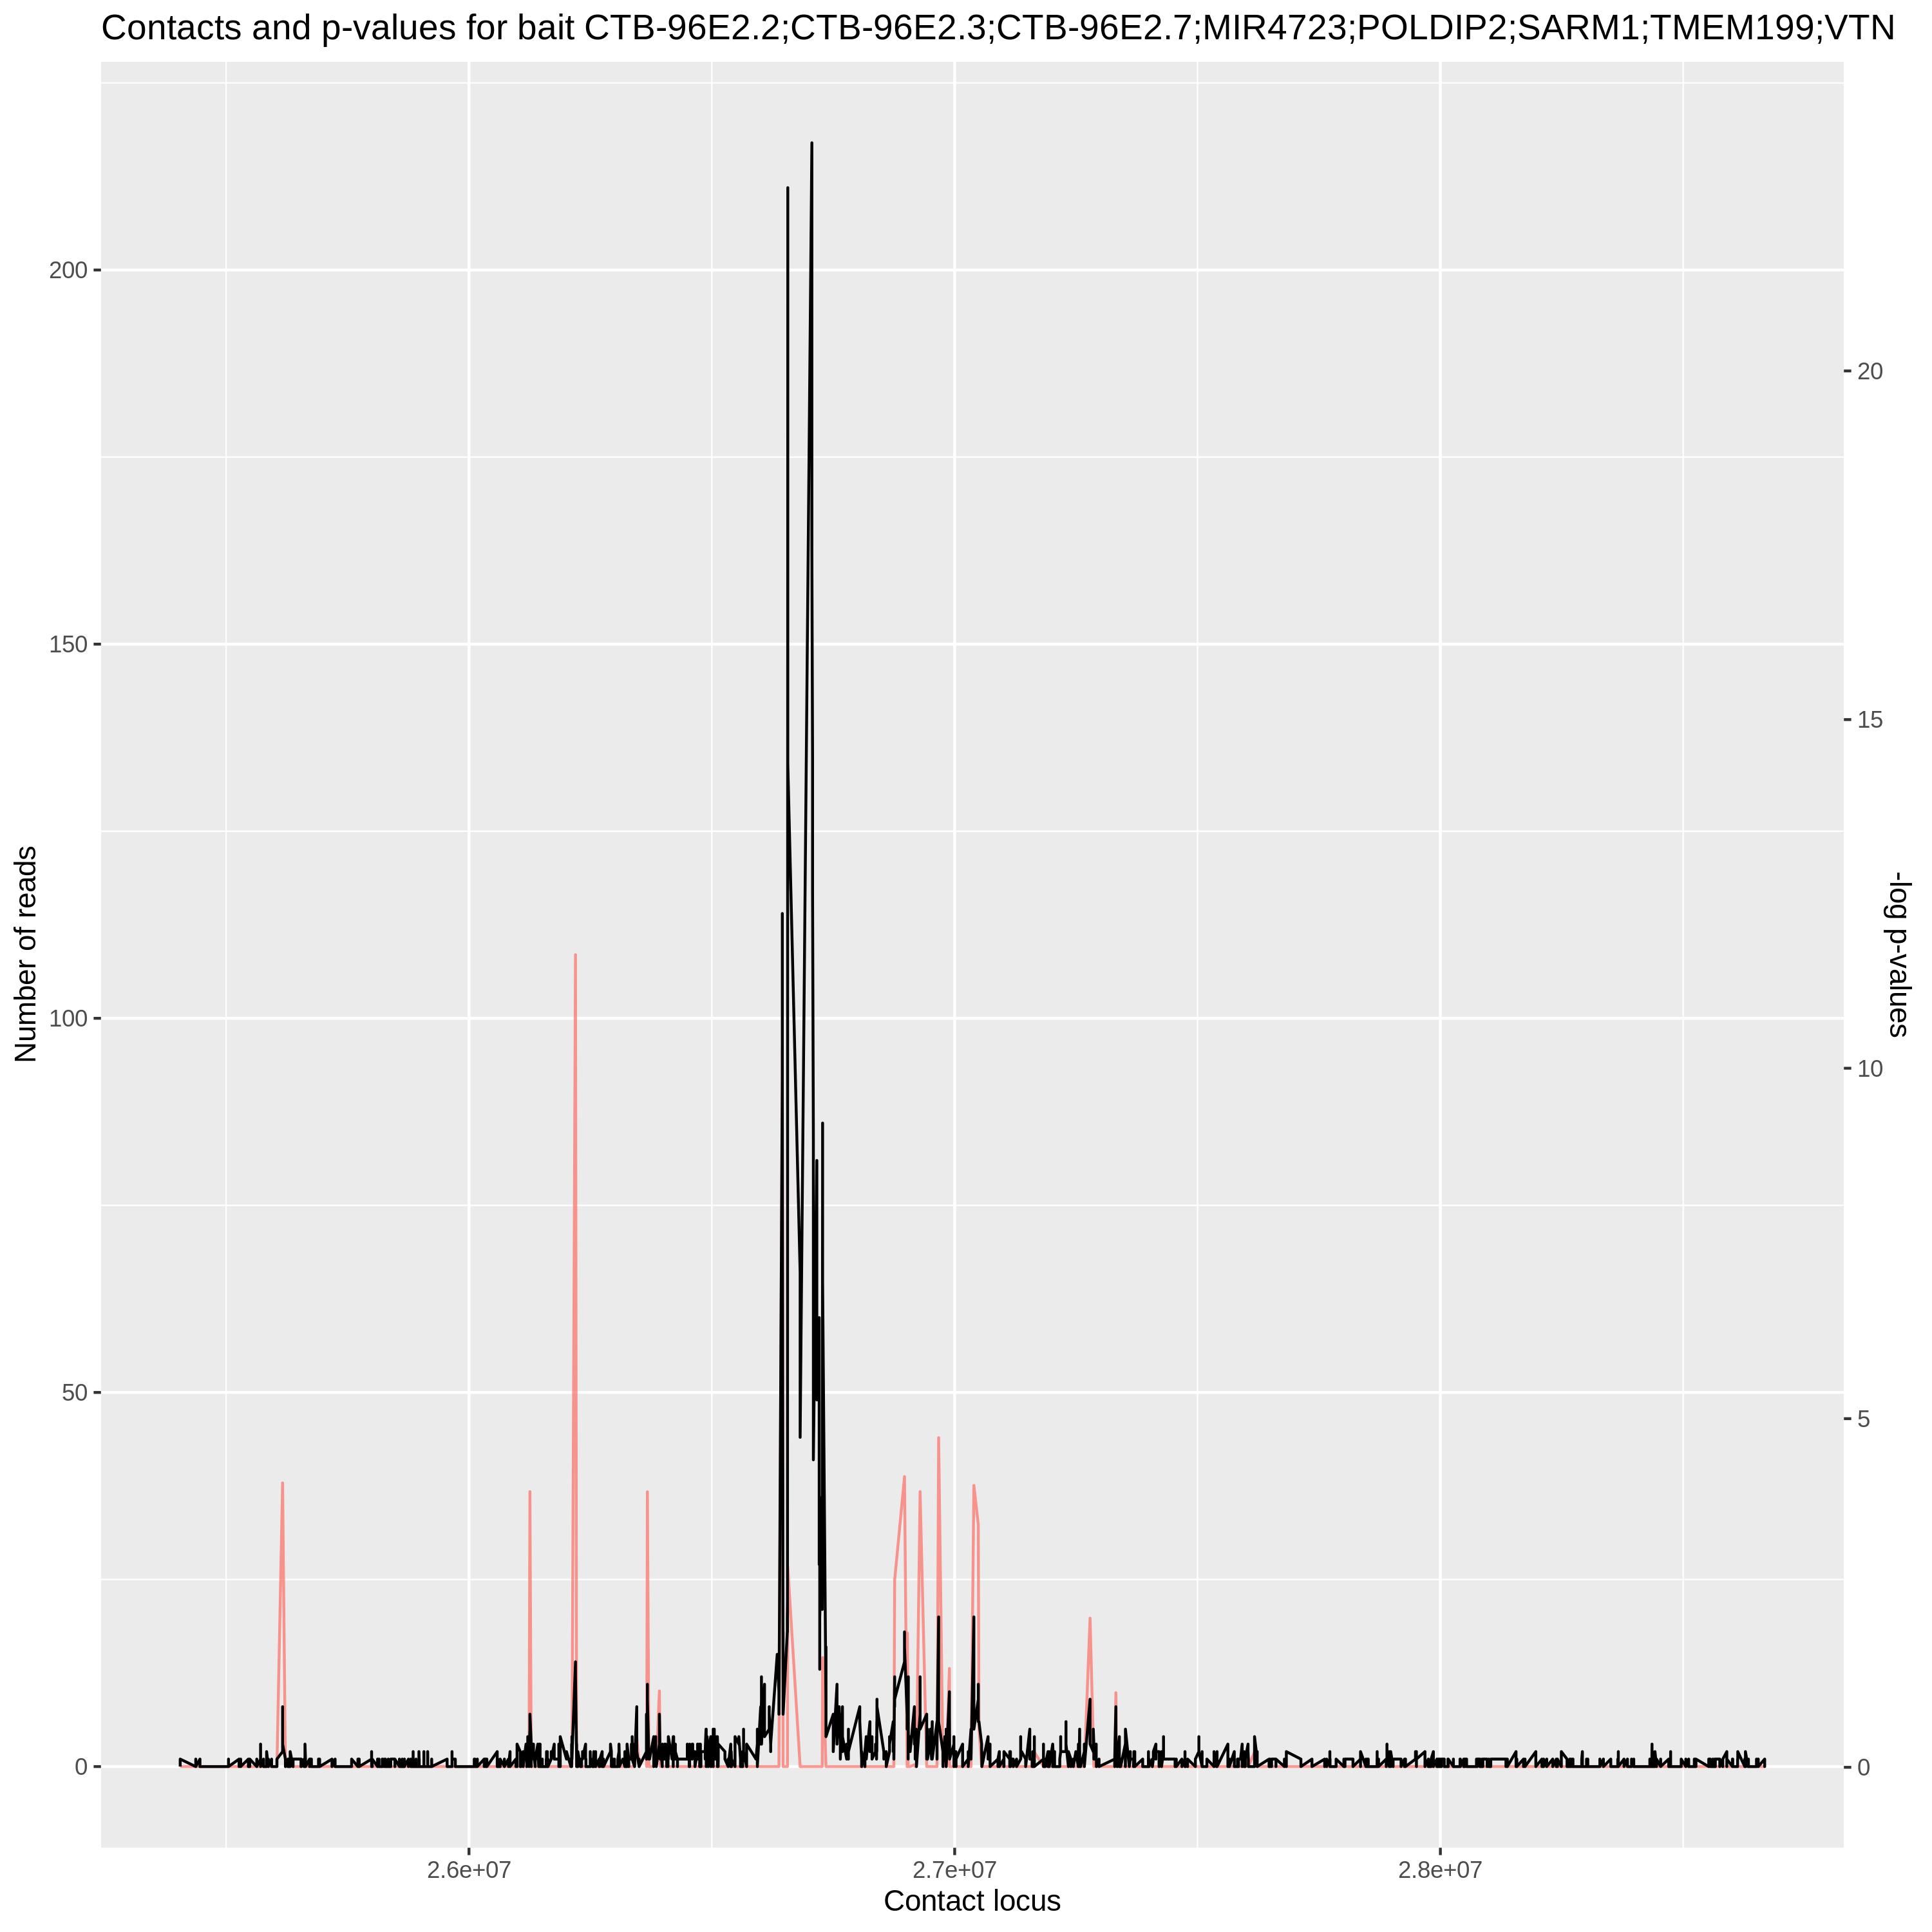 Contacts and p-values for bait CTB-96E2.2;CTB-96E2.3;CTB-96E2.7;MIR4723;POLDIP2;SARM1;TMEM199;VTN
200
150
100
50
0
Number of reads
20
15
10
5
0
-log p-values
2.6e+07 2.7e+07 2.8e+07
Contact locus